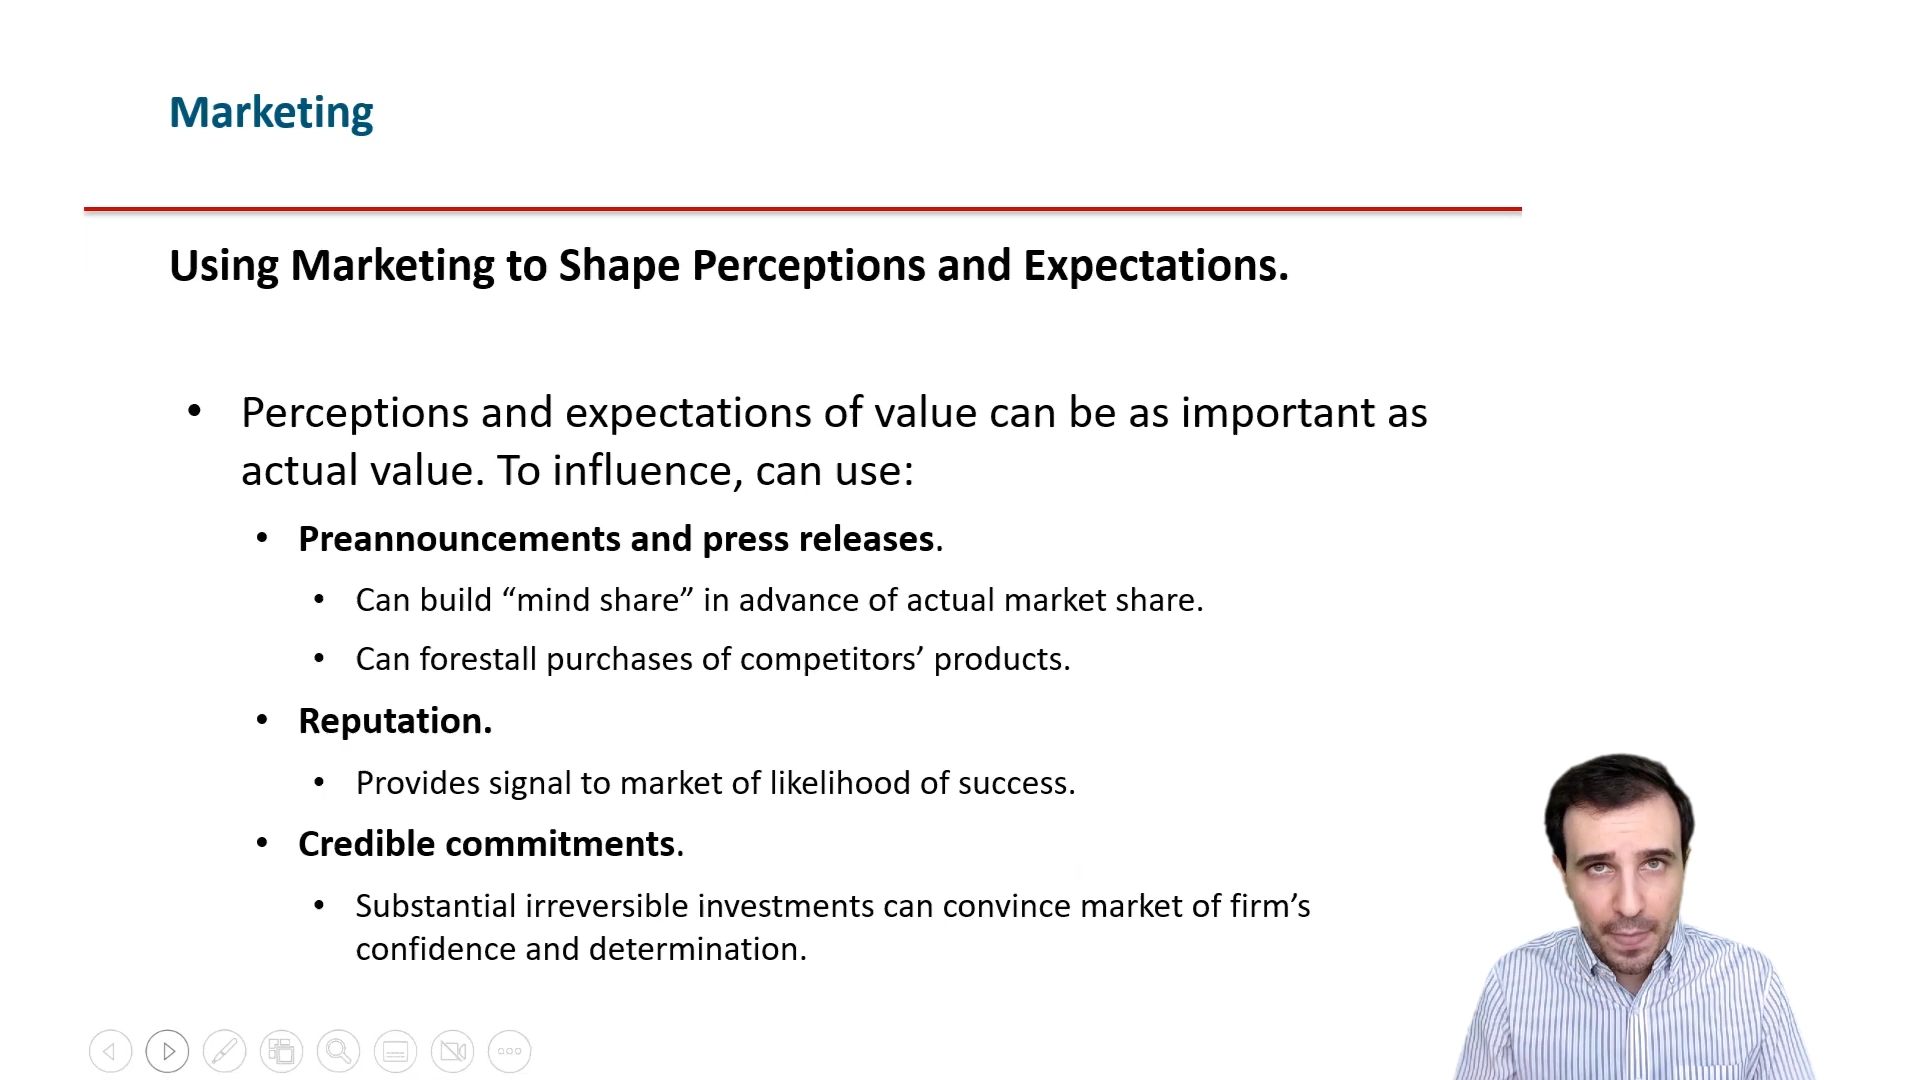 Marketing
Using Marketing to Shape Perceptions and Expectations.
• Perceptions and expectations of value can be as important as
actual value. To influence, can use:
• Preannouncements and press releases.
• Can build “mind share” in advance of actual market share.
• Can forestall purchases of competitors’ products.
• Reputation.
• Provides signal to market of likelihood of success.
• Credible commitments.
• Substantial irreversible investments can convince market of firm’s
confidence and determination.